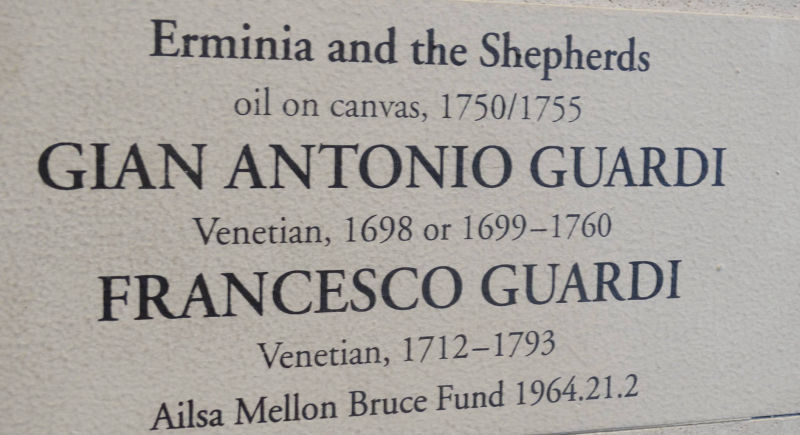 Erminia and the Shepherds
oil on canvas, 1750/1755
GIAN ANTONIO GUARDI
Venetian, 1698 or 1699–1760
FRANCESCO GUARDI
Venetian, 1712–1793
Ailsa Mellon Bruce Fund 1964.21.2